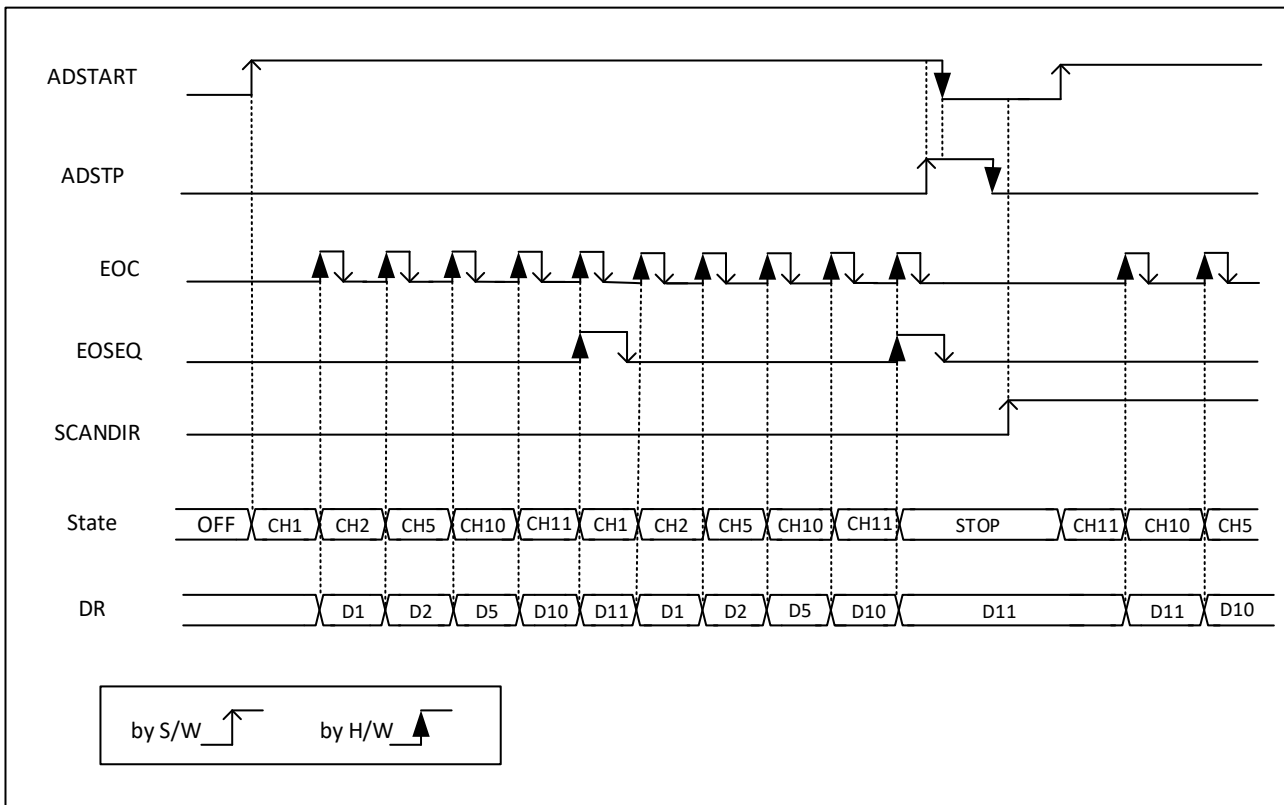 ADSTART
ADSTP
EOC
EOSEQ
SCANDIR
State OFF CH1 CH2 CH5 CH10 CH11 CH1 CH2 CH5 CH10 CH11 STOP CH11 CH10 CH5
DR D1 D2 D5 D10 D11 D1 D2 D5 D10 D11 D11 D10
by S/W by H/W